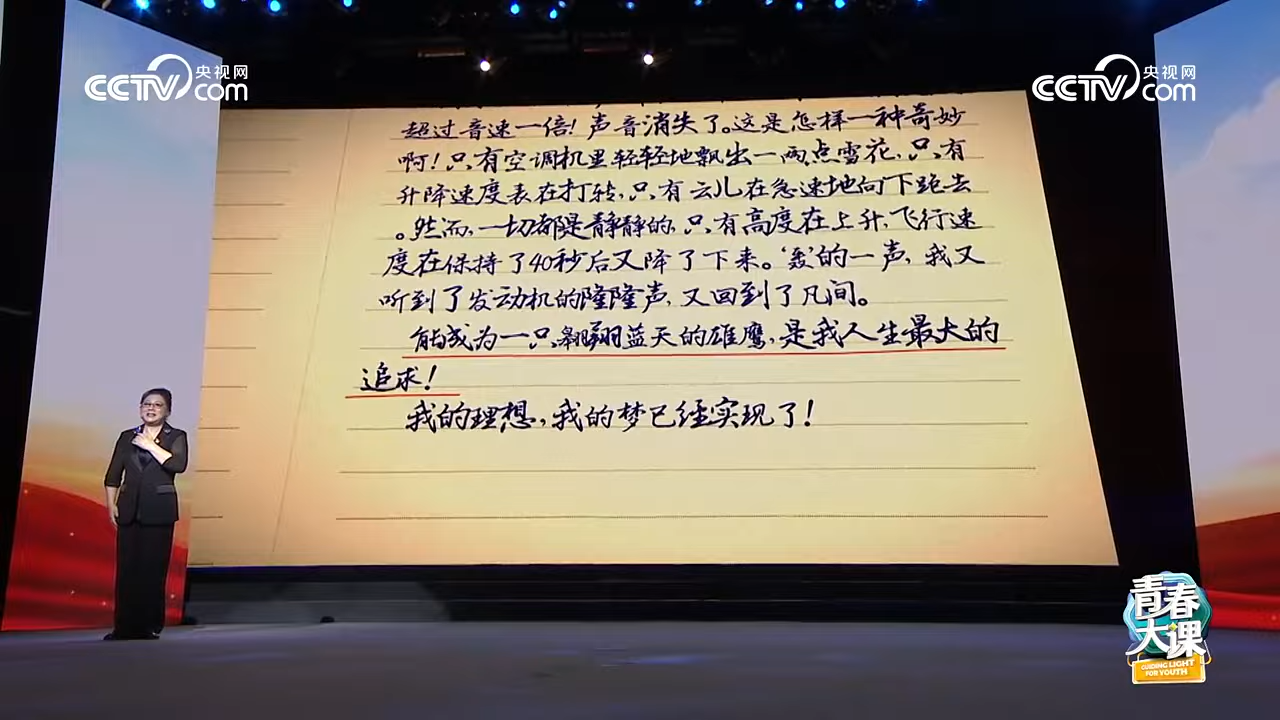 CCTV.com 央视网
CCTV.com 央视网
超过音速一倍!声音消失了。这是怎样一种奇妙
啊!只有空调机里轻轻地飘出一两点雪花,只有
升降速度表在打转,只有云儿在急速地向下跑去
。然而,一切都是静静的,只有高度在上升,飞行速
度在保持了40秒后又降了下来。‘轰’的一声,我又
听到了发动机的隆隆声,又回到了凡间。
能成为一只翱翔蓝天的雄鹰,是我人生最大的
追求!
我的理想,我的梦已经实现了!
青春
大课
GUIDING LIGHT
FOR YOUTH